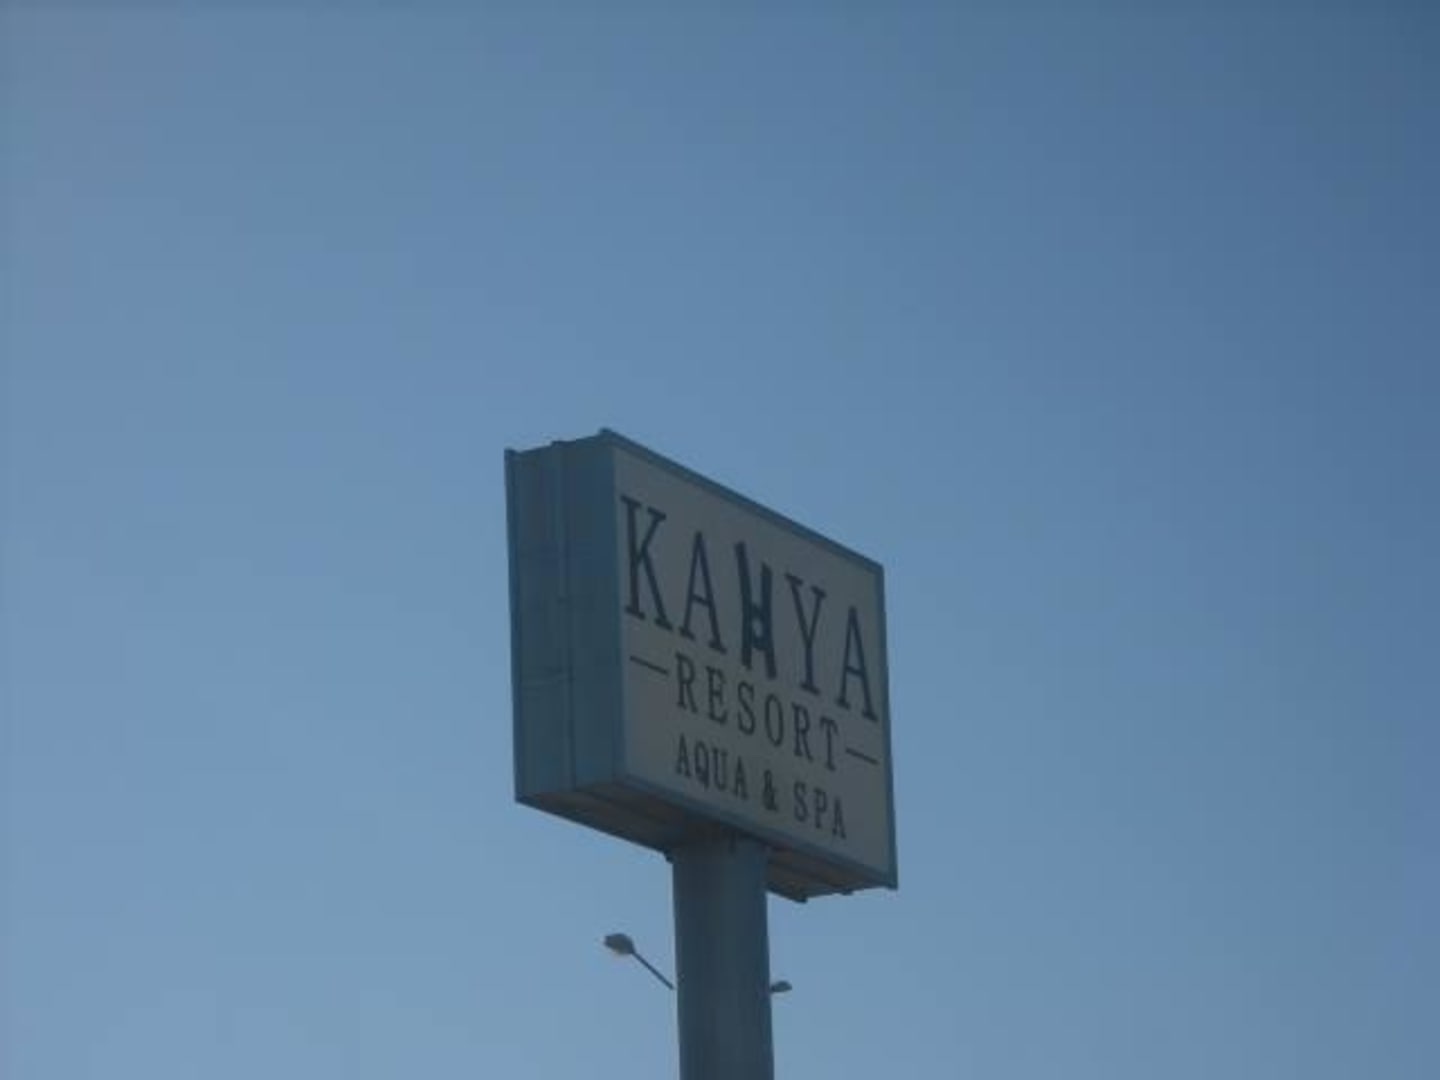 KAHYA
— RESORT —
AQUA & SPA